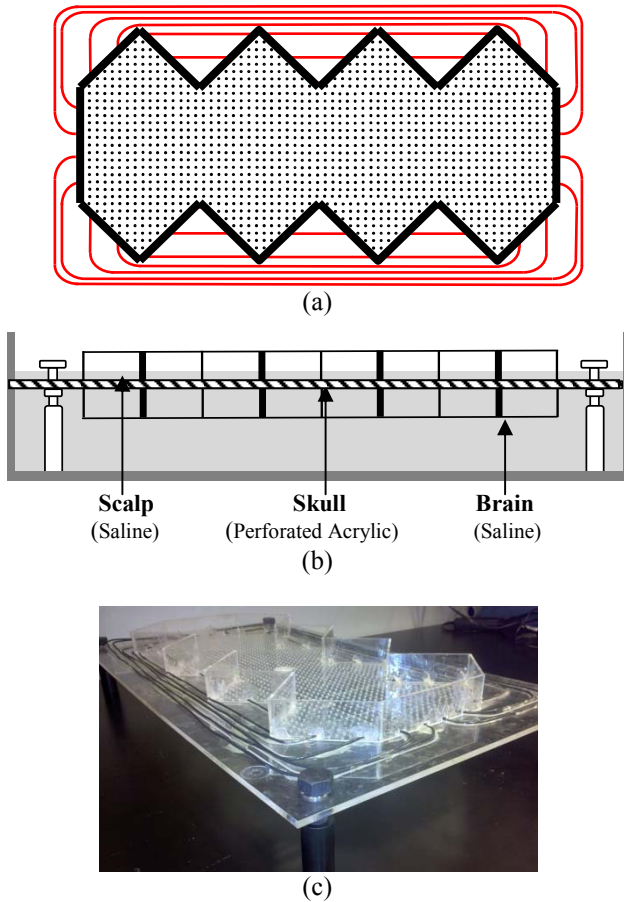 (a)
Scalp Skull Brain
(Saline) (Perforated Acrylic) (Saline)
(b)
(c)